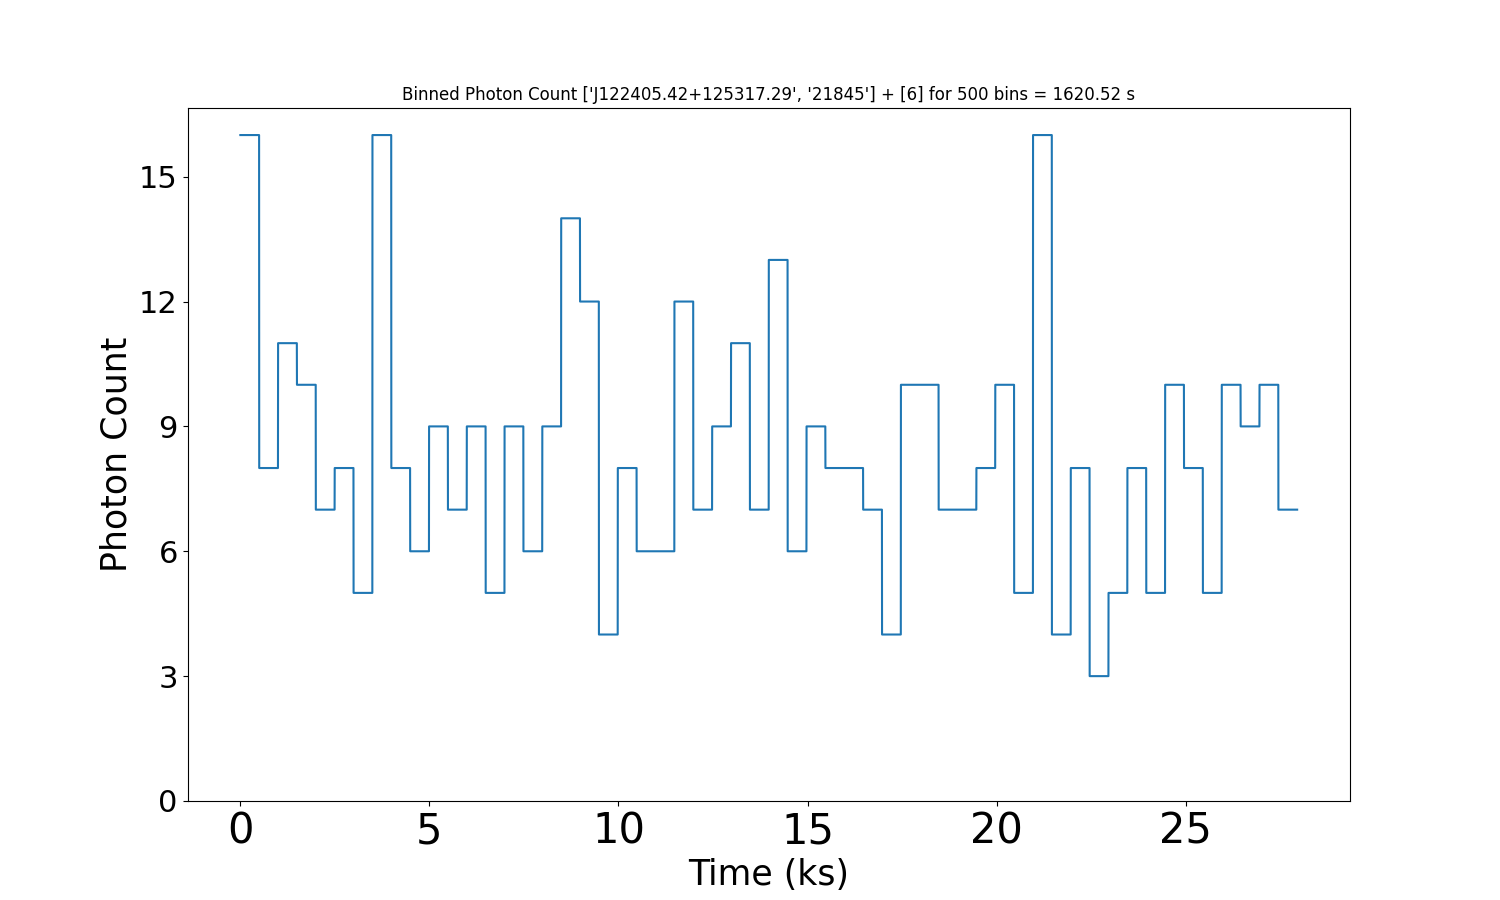 Binned Photon Count ['J122405.42+125317.29', '21845'] + [6] for 500 bins = 1620.52 s
15
12
9
6
3
0
Photon Count
0 5 10 15 20 25
Time (ks)